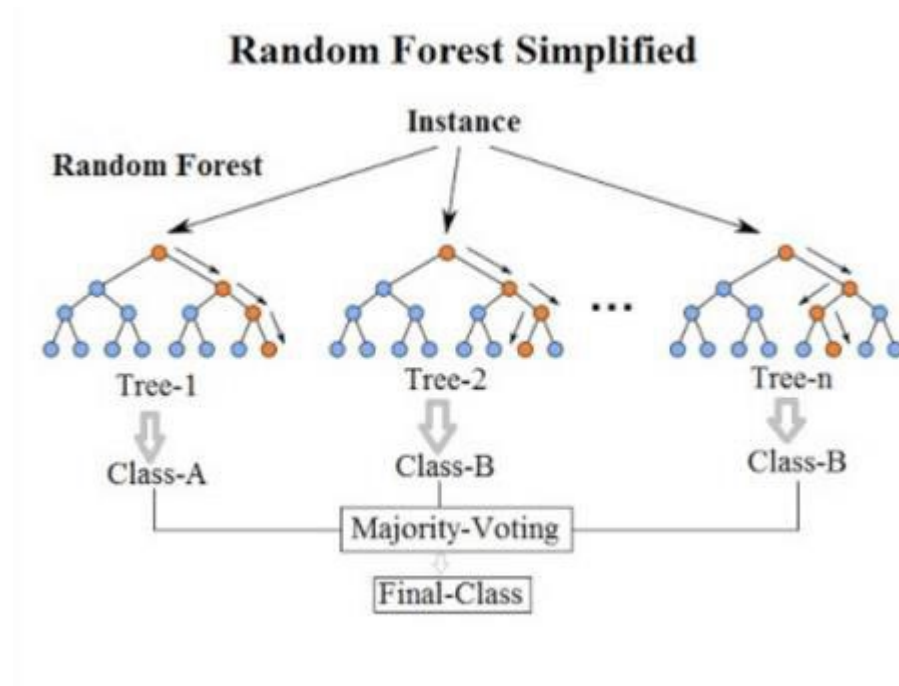 Random Forest Simplified
Instance
Random Forest
...
Tree-1
Tree-2
Tree-n
Class-A
Class-B
Class-B
Majority-Voting
Final-Class